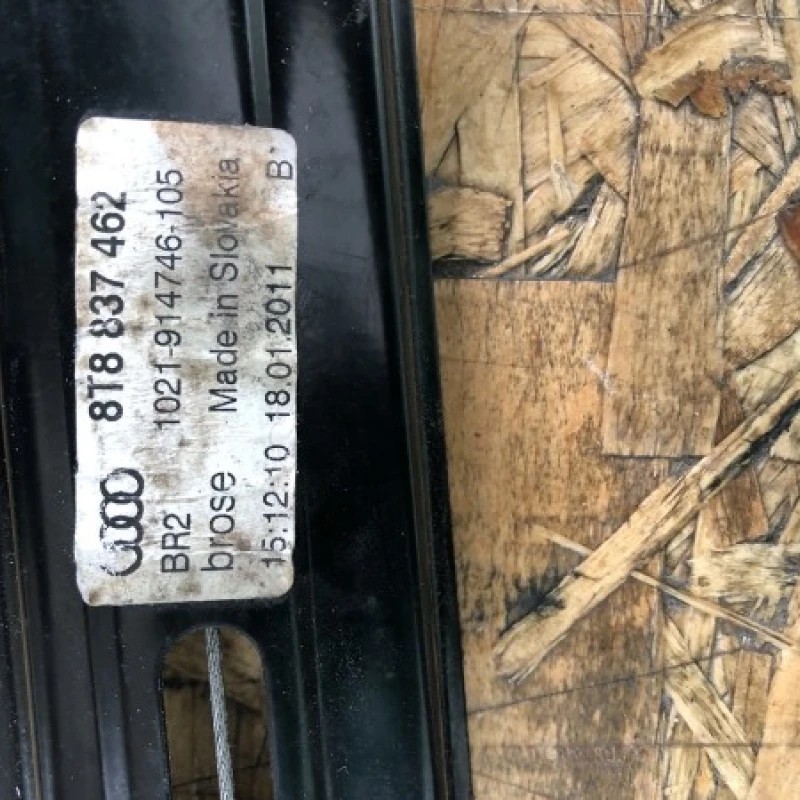 8T8 837 462
BR2 1021-914746-105
brose Made in Slovakia
15:12:10 18.01.2011 B*